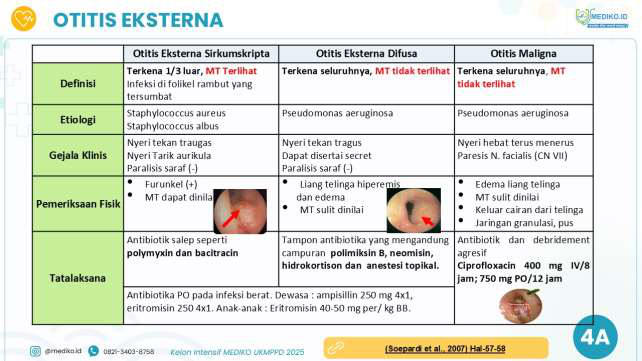 OTITIS EKSTERNA
MEDIKO.ID
Otitis Eksterna Sirkumskripta
Otitis Eksterna Difusa
Otitis Maligna
Definisi
Terkena 1/3 luar, MT Terlihat
Infeksi di folikel rambut yang
tersumbat
Terkena seluruhnya, MT tidak terlihat
Terkena seluruhnya, MT
tidak terlihat
Etiologi
Staphylococcus aureus
Staphylococcus albus
Pseudomonas aeruginosa
Pseudomonas aeruginosa
Gejala Klinis
Nyeri tekan traugas
Nyeri Tarik aurikula
Paralisis saraf (-)
Nyeri tekan tragus
Dapat disertai secret
Paralisis saraf (-)
Nyeri hebat terus menerus
Paresis N. facialis (CN VII)
Pemeriksaan Fisik
• Furunkel (+)
• MT dapat dinila
• Liang telinga hiperemis
dan edema
• MT sulit dinilai
• Edema liang telinga
• MT sulit dinilai
• Keluar cairan dari telinga
• Jaringan granulasi, pus
Tatalaksana
Antibiotik salep seperti
polymyxin dan bacitracin
Tampon antibiotika yang mengandung
campuran polimiksin B, neomisin,
hidrokortison dan anestesi topikal.
Antibiotik dan debridement
agresif
Ciprofloxacin 400 mg IV/8
jam; 750 mg PO/12 jam
Antibiotika PO pada infeksi berat. Dewasa : ampisillin 250 mg 4x1,
eritromisin 250 4x1. Anak-anak : Eritromisin 40-50 mg per/ kg BB.
@mediko.id
0821-3403-8758
Kelon Intensif MEDIKO UKMPPD 2025
(Soepardi et al., 2007) Hal-57-58
4A